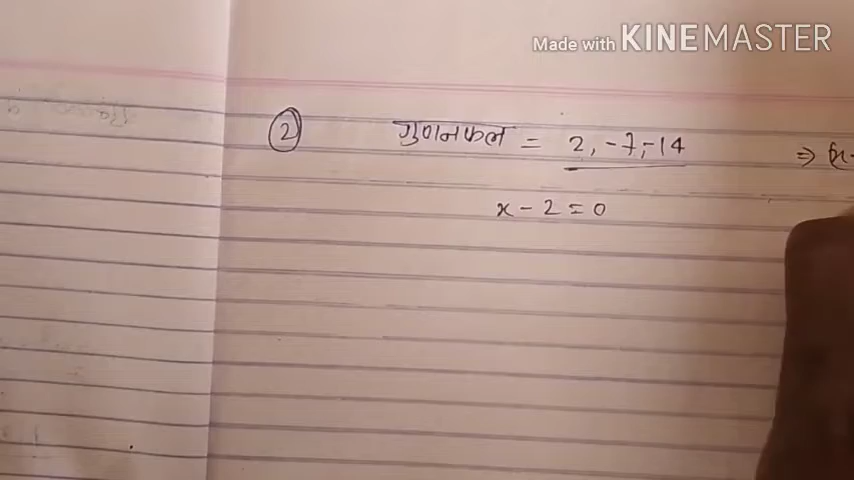 Made with KINEMASTER
② गुणनफल = 2, -7, -14 ⇒
x - 2 = 0